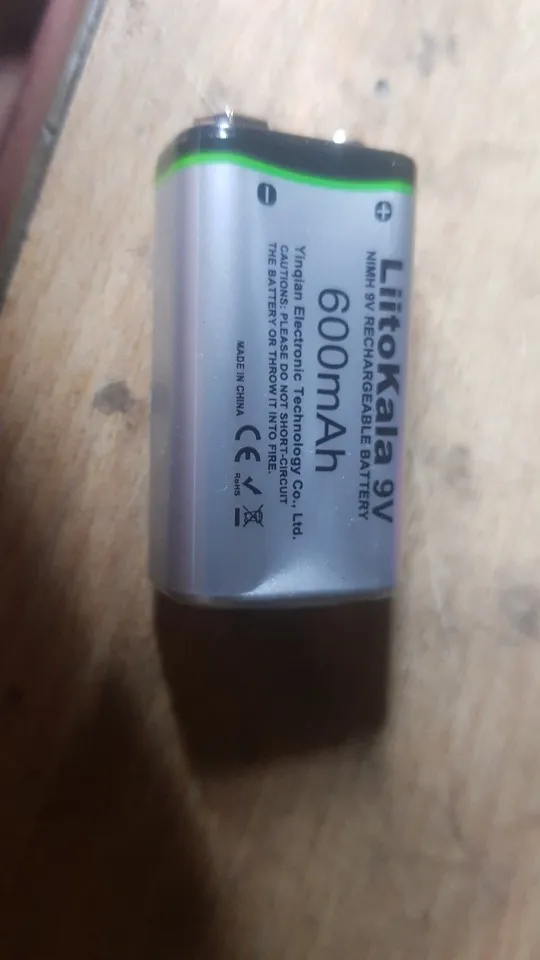 LiitoKala 9V
NIMH 9V RECHARGEABLE BATTERY
600mAh
Yinqian Electronic Technology Co., Ltd.
CAUTIONS: PLEASE DO NOT SHORT-CIRCUIT
THE BATTERY OR THROW IT INTO FIRE.
MADE IN CHINA CE RoHS